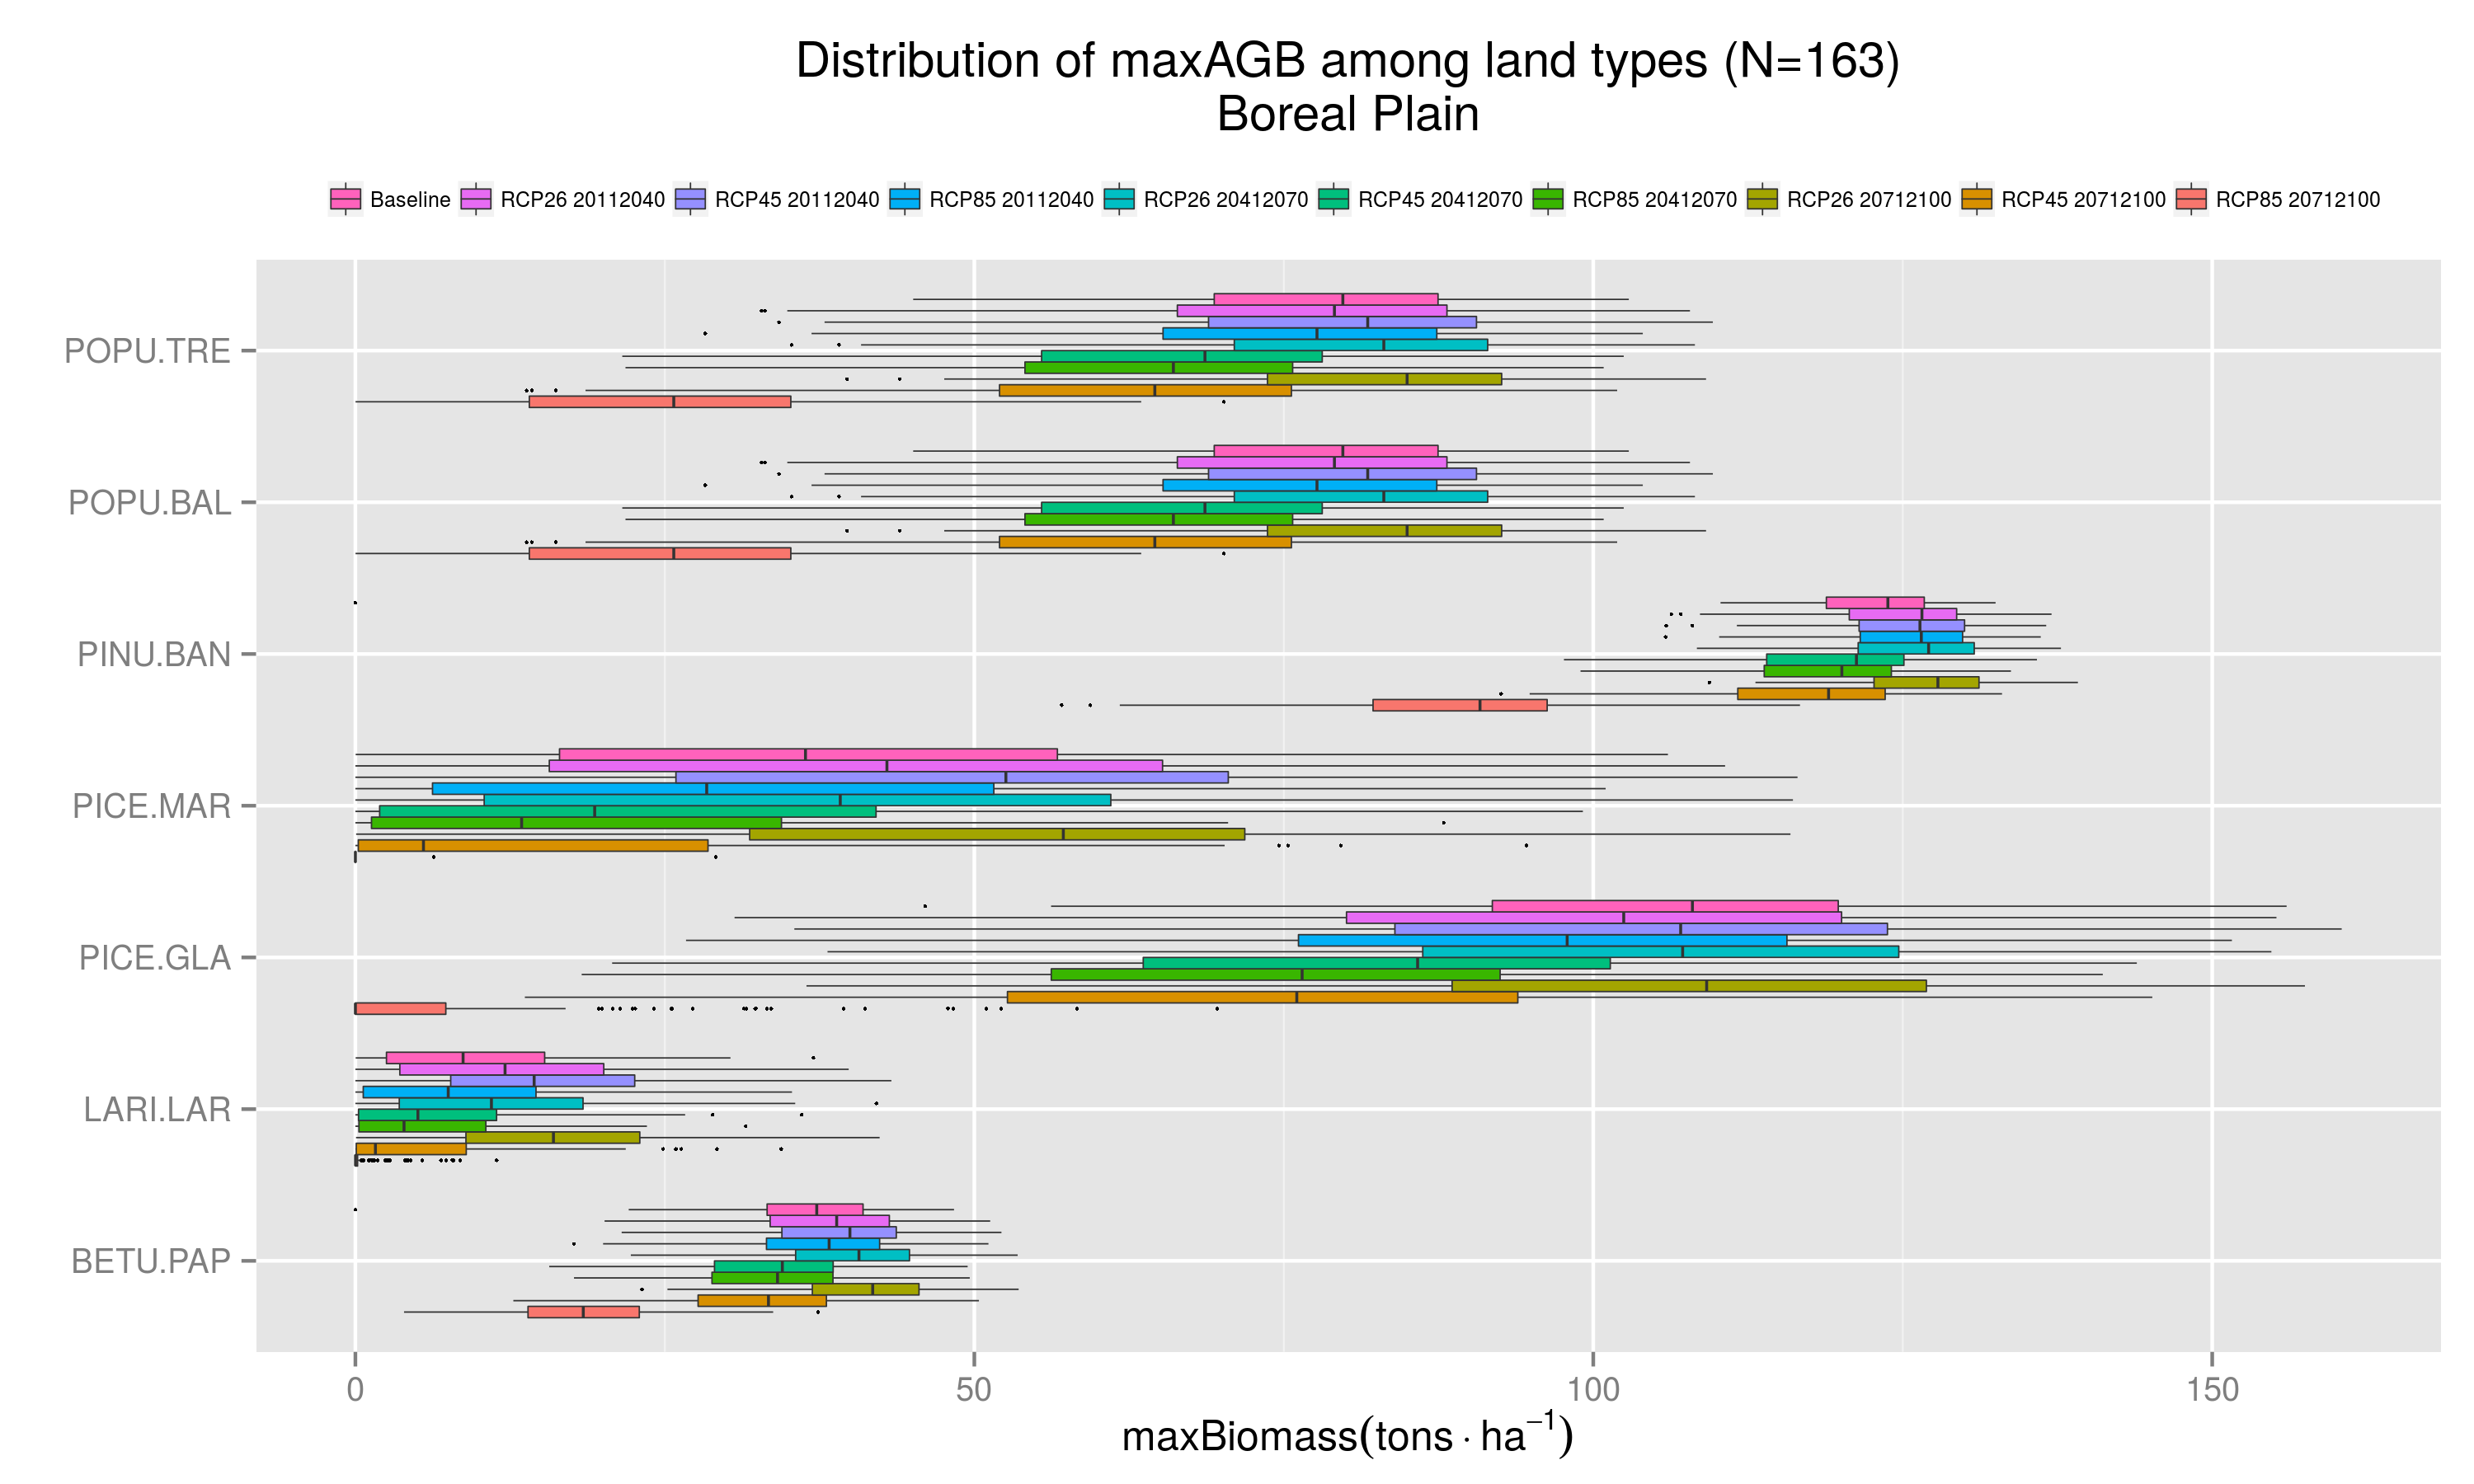 Distribution of maxAGB among land types (N=163)
Boreal Plain
Baseline RCP26 20112040 RCP45 20112040 RCP85 20112040 RCP26 20412070 RCP45 20412070 RCP85 20412070 RCP26 20712100 RCP45 20712100 RCP85 20712100
POPU.TRE
POPU.BAL
PINU.BAN
PICE.MAR
PICE.GLA
LARI.LAR
BETU.PAP
0 50 100 150
maxBiomass(tons·ha⁻¹)